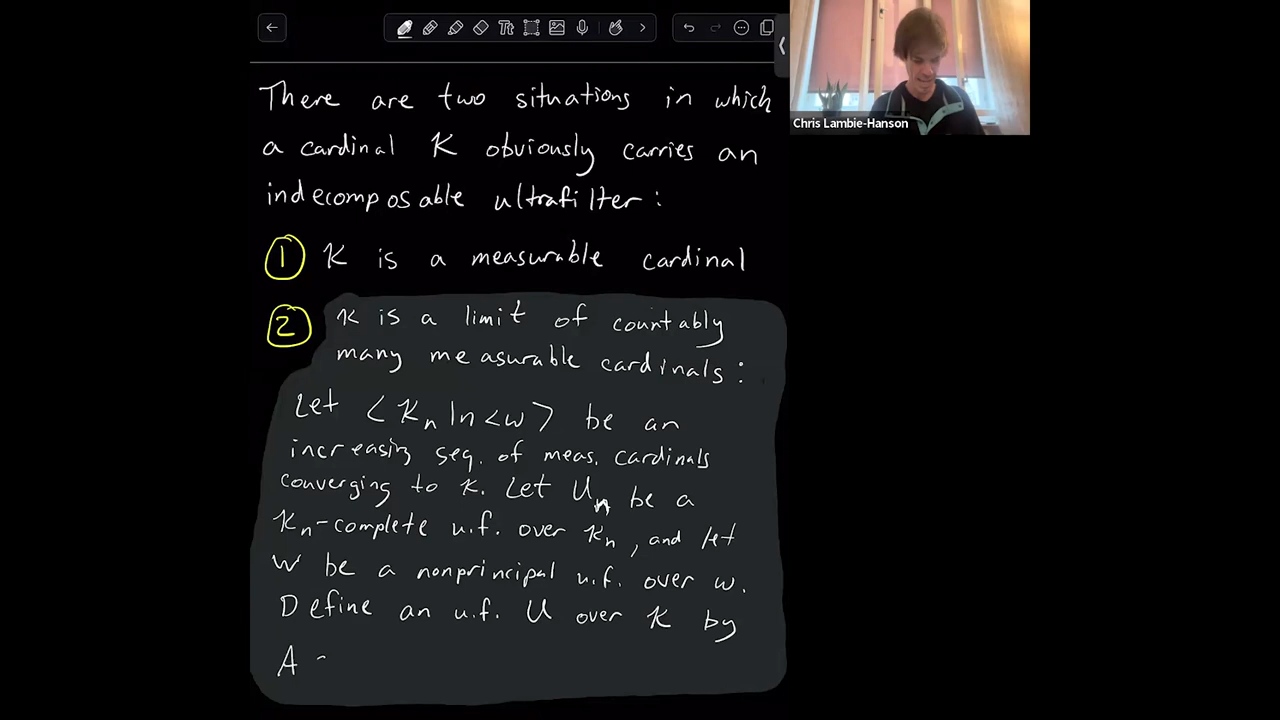 Tt
There are two situations in which
a cardinal κ obviously carries an
indecomposable ultrafilter:
① κ is a measurable cardinal
② κ is a limit of countably
many measurable cardinals:
Let <κₙ|n<ω> be an
increasing seq. of meas. cardinals
converging to κ. Let Uₙ be a
κₙ-complete u.f. over κₙ, and let
W be a nonprincipal u.f. over ω.
Define an u.f. U over κ by
A
Chris Lambie-Hanson